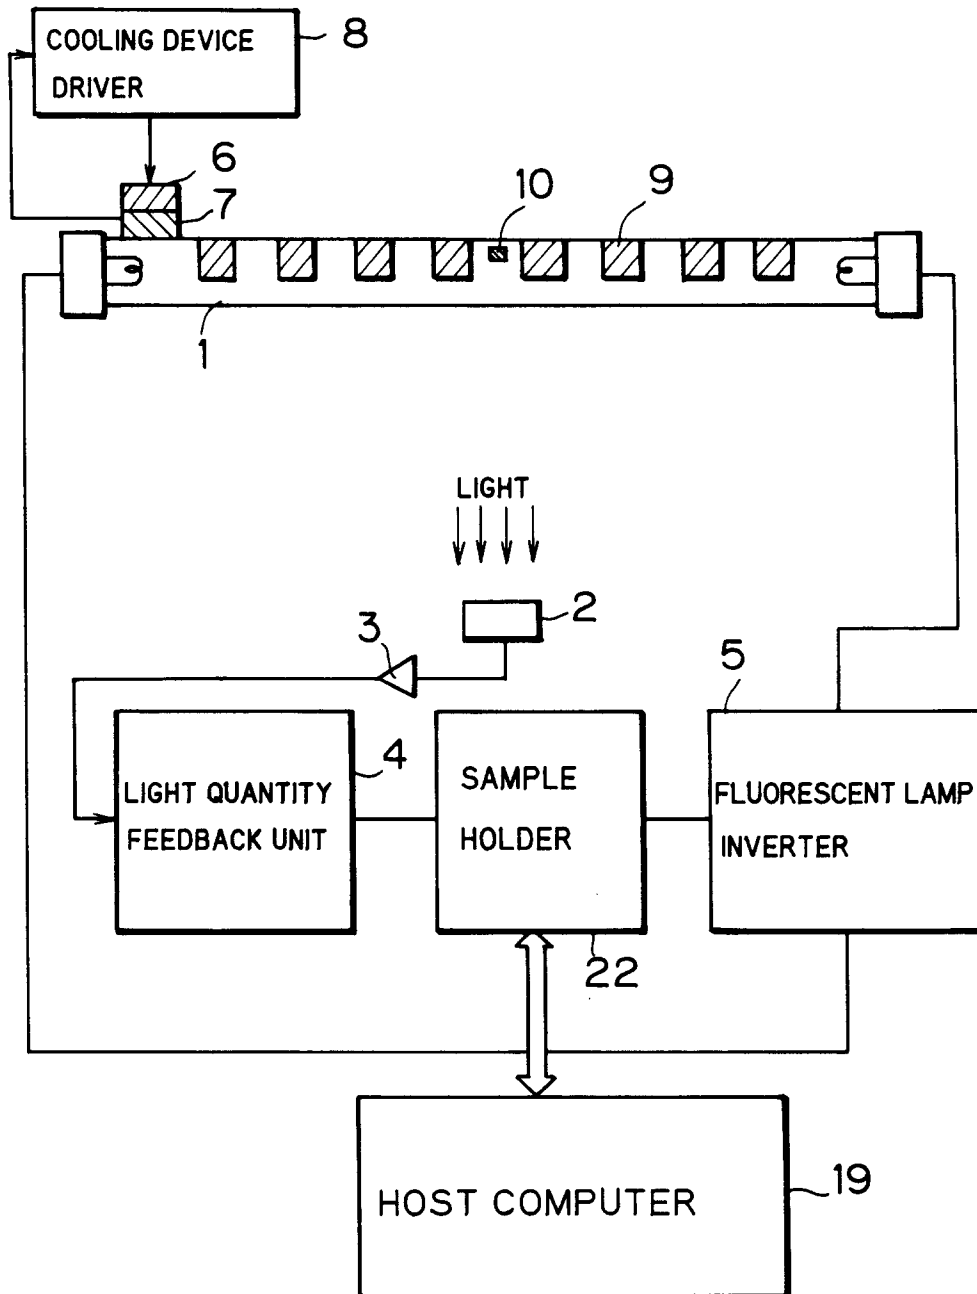 COOLING DEVICE
DRIVER
8
6
7
10
9
1
LIGHT
2
3
5
4
LIGHT QUANTITY
FEEDBACK UNIT
SAMPLE
HOLDER
FLUORESCENT LAMP
INVERTER
22
19
HOST COMPUTER